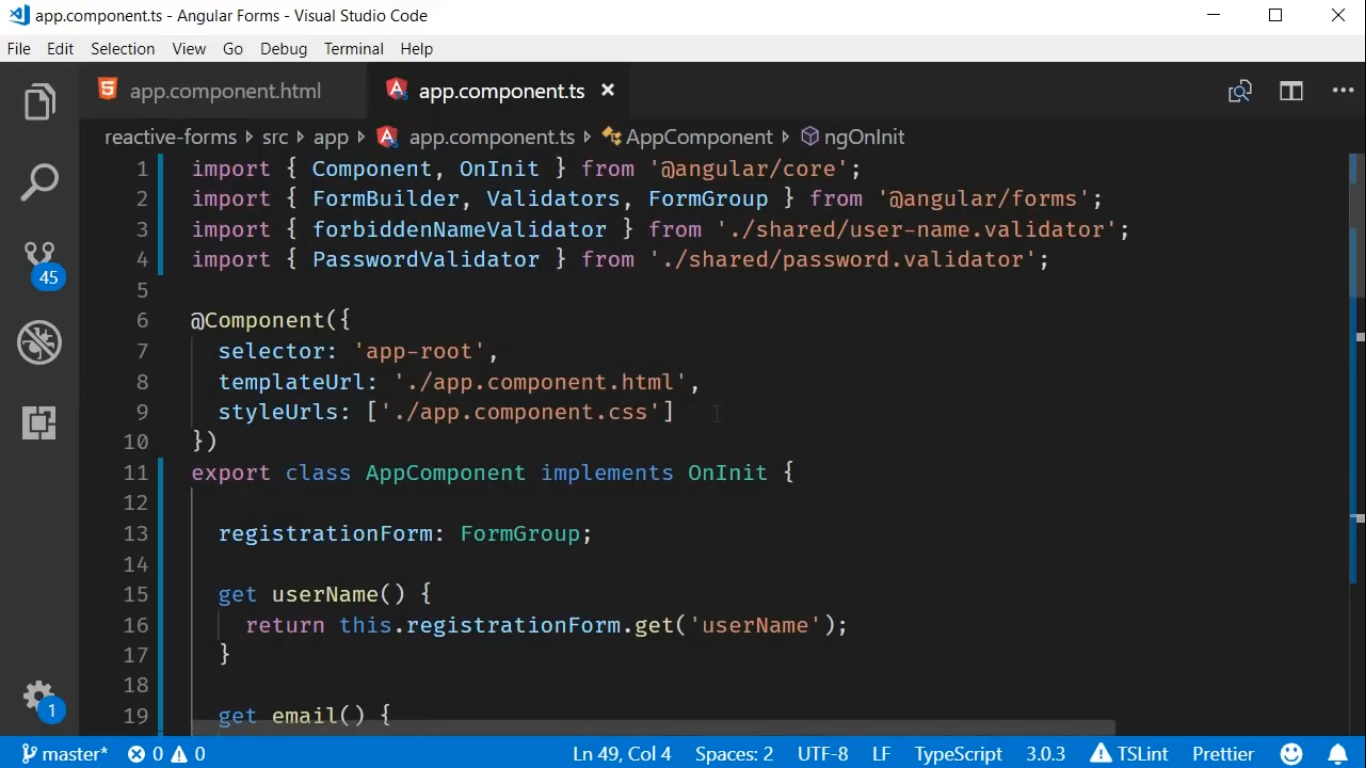 app.component.ts - Angular Forms - Visual Studio Code
File Edit Selection View Go Debug Terminal Help
app.component.html app.component.ts
reactive-forms src app app.component.ts AppComponent ngOnInit
1 import { Component, OnInit } from '@angular/core';
2 import { FormBuilder, Validators, FormGroup } from '@angular/forms';
3 import { forbiddenNameValidator } from './shared/user-name.validator';
4 import { PasswordValidator } from './shared/password.validator';
5
6 @Component({
7 selector: 'app-root',
8 templateUrl: './app.component.html',
9 styleUrls: ['./app.component.css']
10 })
11 export class AppComponent implements OnInit {
12
13 registrationForm: FormGroup;
14
15 get userName() {
16 return this.registrationForm.get('userName');
17 }
18
19 get email() {
45
1
master* 0 0 Ln 49, Col 4 Spaces: 2 UTF-8 LF TypeScript 3.0.3 TSLint Prettier